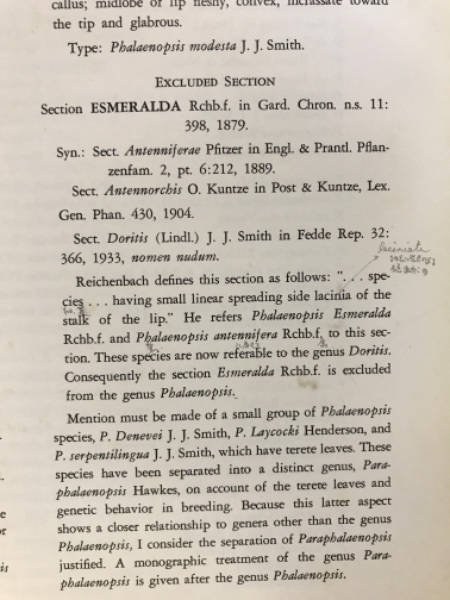 callus; midlobe of lip fleshy, convex, incrassate toward
the tip and glabrous.
Type: Phalaenopsis modesta J. J. Smith.
EXCLUDED SECTION
Section ESMERALDA Rchb.f. in Gard. Chron. n.s. 11:
398, 1879.
Syn.: Sect. Antenniferae Pfitzer in Engl. & Prantl. Pflan-
zenfam. 2, pt. 6:212, 1889.
Sect. Antennorchis O. Kuntze in Post & Kuntze, Lex.
Gen. Phan. 430, 1904.
Sect. Doritis (Lindl.) J. J. Smith in Fedde Rep. 32:
366, 1933, nomen nudum.
laciniate
Reichenbach defines this section as follows: ". . . spe-
cies . . . having small linear spreading side lacinia of the
stalk of the lip." He refers Phalaenopsis Esmeralda
Rchb.f. and Phalaenopsis antennifera Rchb.f. to this sec-
tion. These species are now referable to the genus Doritis.
Consequently the section Esmeralda Rchb.f. is excluded
from the genus Phalaenopsis.
Mention must be made of a small group of Phalaenopsis
species, P. Denevei J. J. Smith, P. Laycocki Henderson, and
P. serpentilingua J. J. Smith, which have terete leaves. These
species have been separated into a distinct genus, Para-
phalaenopsis Hawkes, on account of the terete leaves and
genetic behavior in breeding. Because this latter aspect
shows a closer relationship to genera other than the genus
Phalaenopsis, I consider the separation of Paraphalaenopsis
justified. A monographic treatment of the genus Para-
phalaenopsis is given after the genus Phalaenopsis.